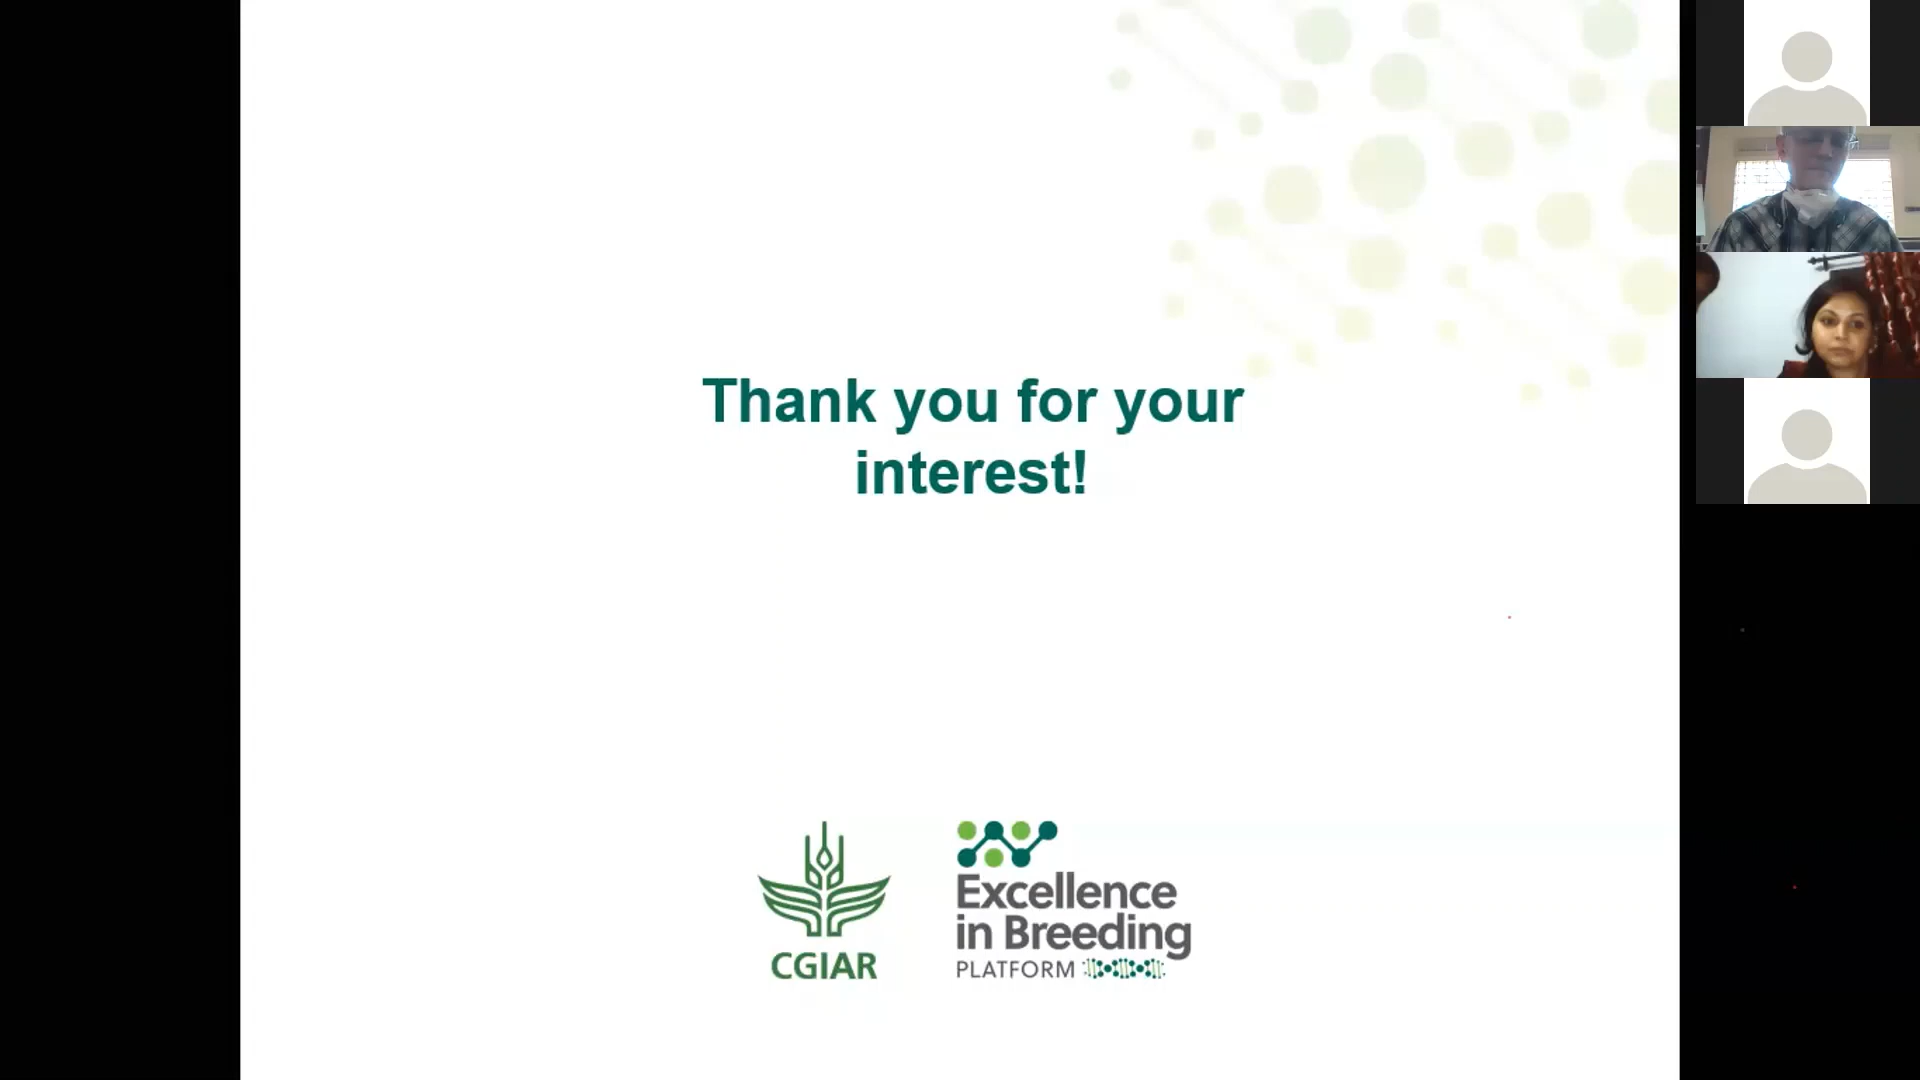 Thank you for your
interest!
CGIAR
Excellence
in Breeding
PLATFORM